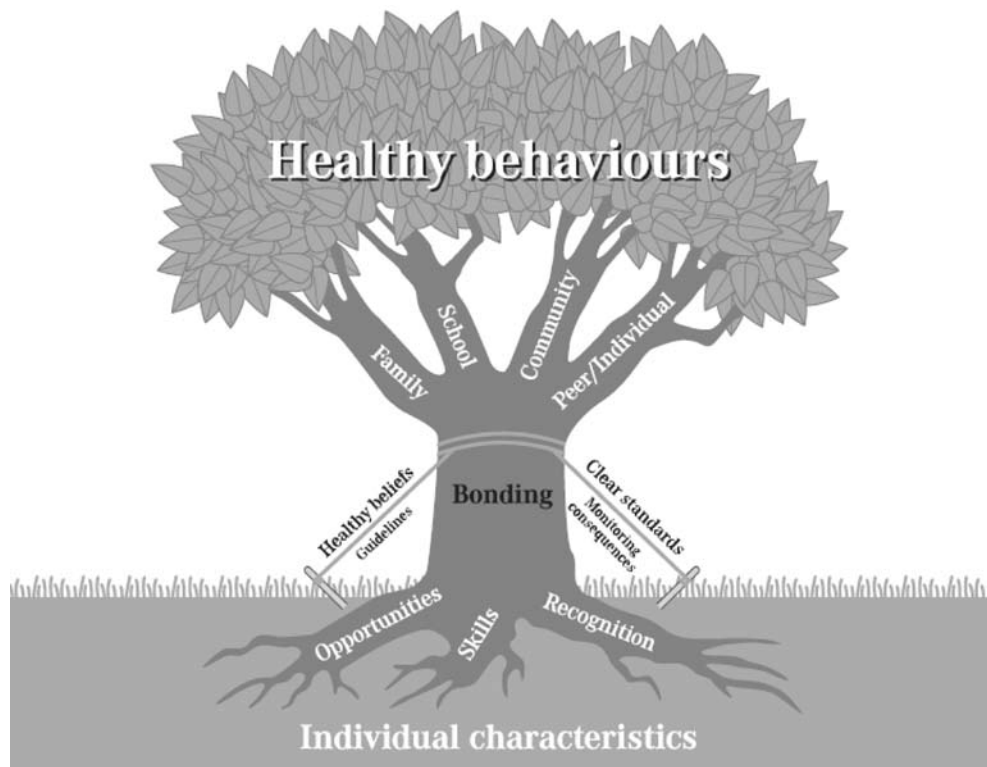 Healthy behaviours
Family
School
Community
Peer/Individual
Bonding
Healthy beliefs
Guidelines
Clear standards
Monitoring
consequences
Opportunities
Skills
Recognition
Individual characteristics